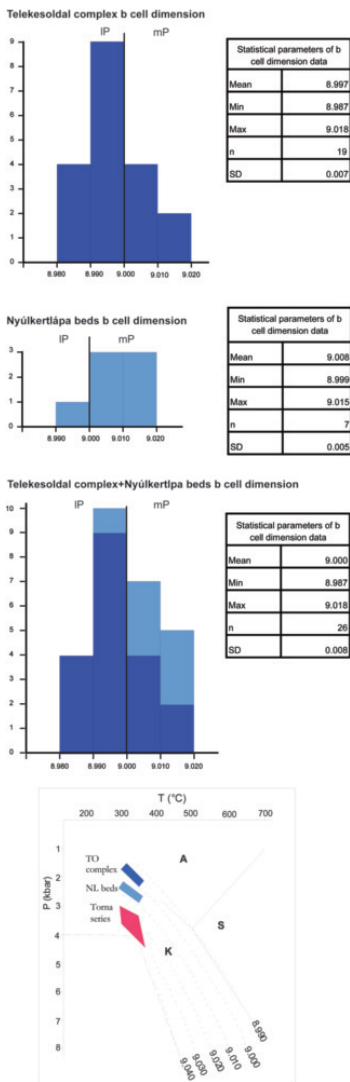 Telekesoldal complex b cell dimension
lP mP
9
8
7
6
5
4
3
2
1
0
8.980 8.990 9.000 9.010 9.020
Statistical parameters of b
cell dimension data
Mean 8.997
Min 8.987
Max 9.018
n 19
SD 0.007
Nyúlkertlápa beds b cell dimension
lP mP
3
2
1
0
8.990 9.000 9.010 9.020
Statistical parameters of b
cell dimension data
Mean 9.008
Min 8.999
Max 9.015
n 7
SD 0.005
Telekesoldal complex+Nyúlkertlpa beds b cell dimension
lP mP
10
9
8
7
6
5
4
3
2
1
0
8.980 8.990 9.000 9.010 9.020
Statistical parameters of b
cell dimension data
Mean 9.000
Min 8.987
Max 9.018
n 26
SD 0.008
T (°C)
200 300 400 500 600 700
P (kbar)
1
2
3
4
5
6
7
8
TO
complex
NL beds
Torna
series
A
S
K
8.990
9.000
9.010
9.020
9.030
9.040